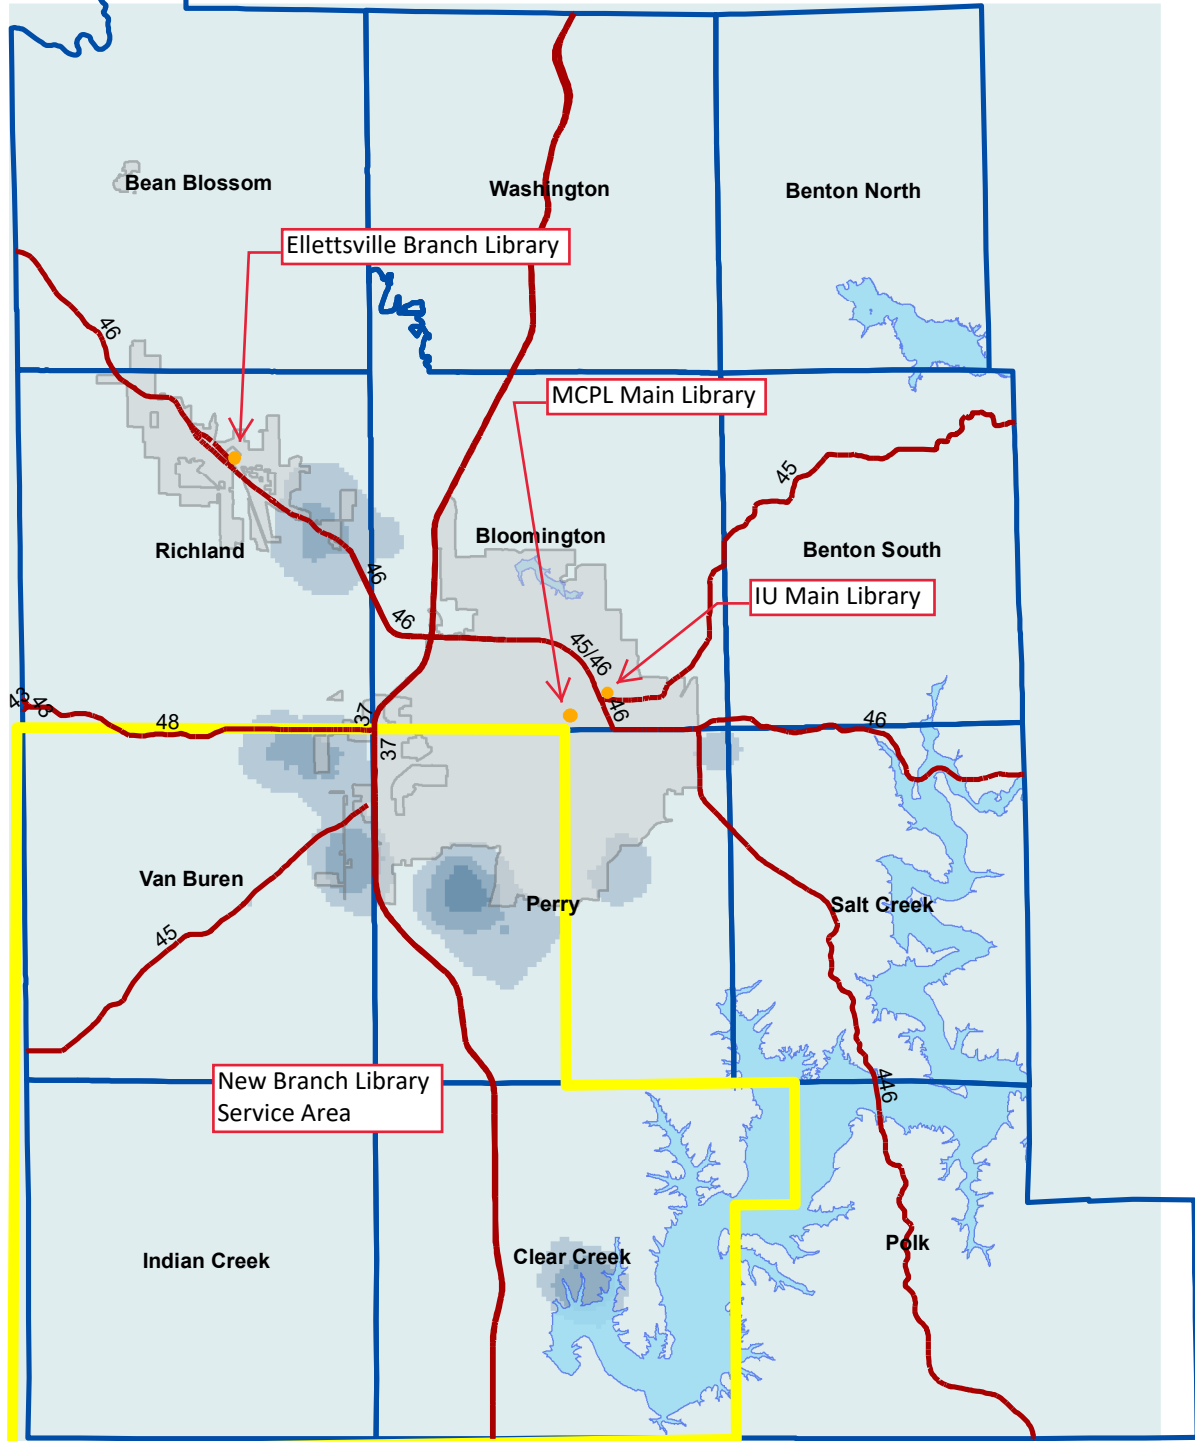 Bean Blossom
Washington
Benton North
Ellettsville Branch Library
46
MCPL Main Library
45
Richland
Bloomington
Benton South
46
IU Main Library
46
45/46
43
48
48
37
46
46
37
Van Buren
Perry
Salt Creek
45
New Branch Library
Service Area
446
Indian Creek
Clear Creek
Polk